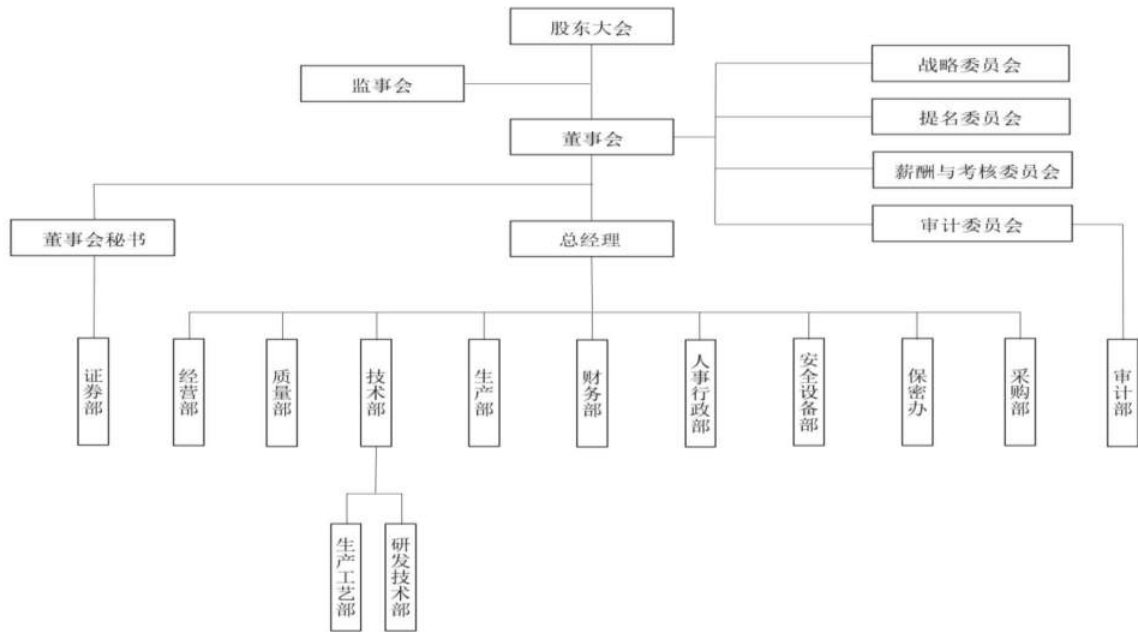 股东大会
监事会
战略委员会
提名委员会
董事会
薪酬与考核委员会
董事会秘书
总经理
审计委员会
证券部
经营部
质量部
技术部
生产部
财务部
人事行政部
安全设备部
保密办
采购部
审计部
生产工艺部
研发技术部